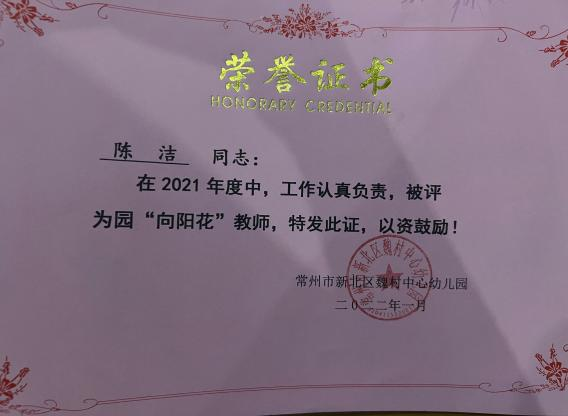 荣誉证书
HONORARY CREDENTIAL
陈 洁 同志：
在 2021 年度中，工作认真负责，被评
为园“向阳花”教师，特发此证，以资鼓励！
常州市新北区魏村中心幼儿园
二〇二二年一月